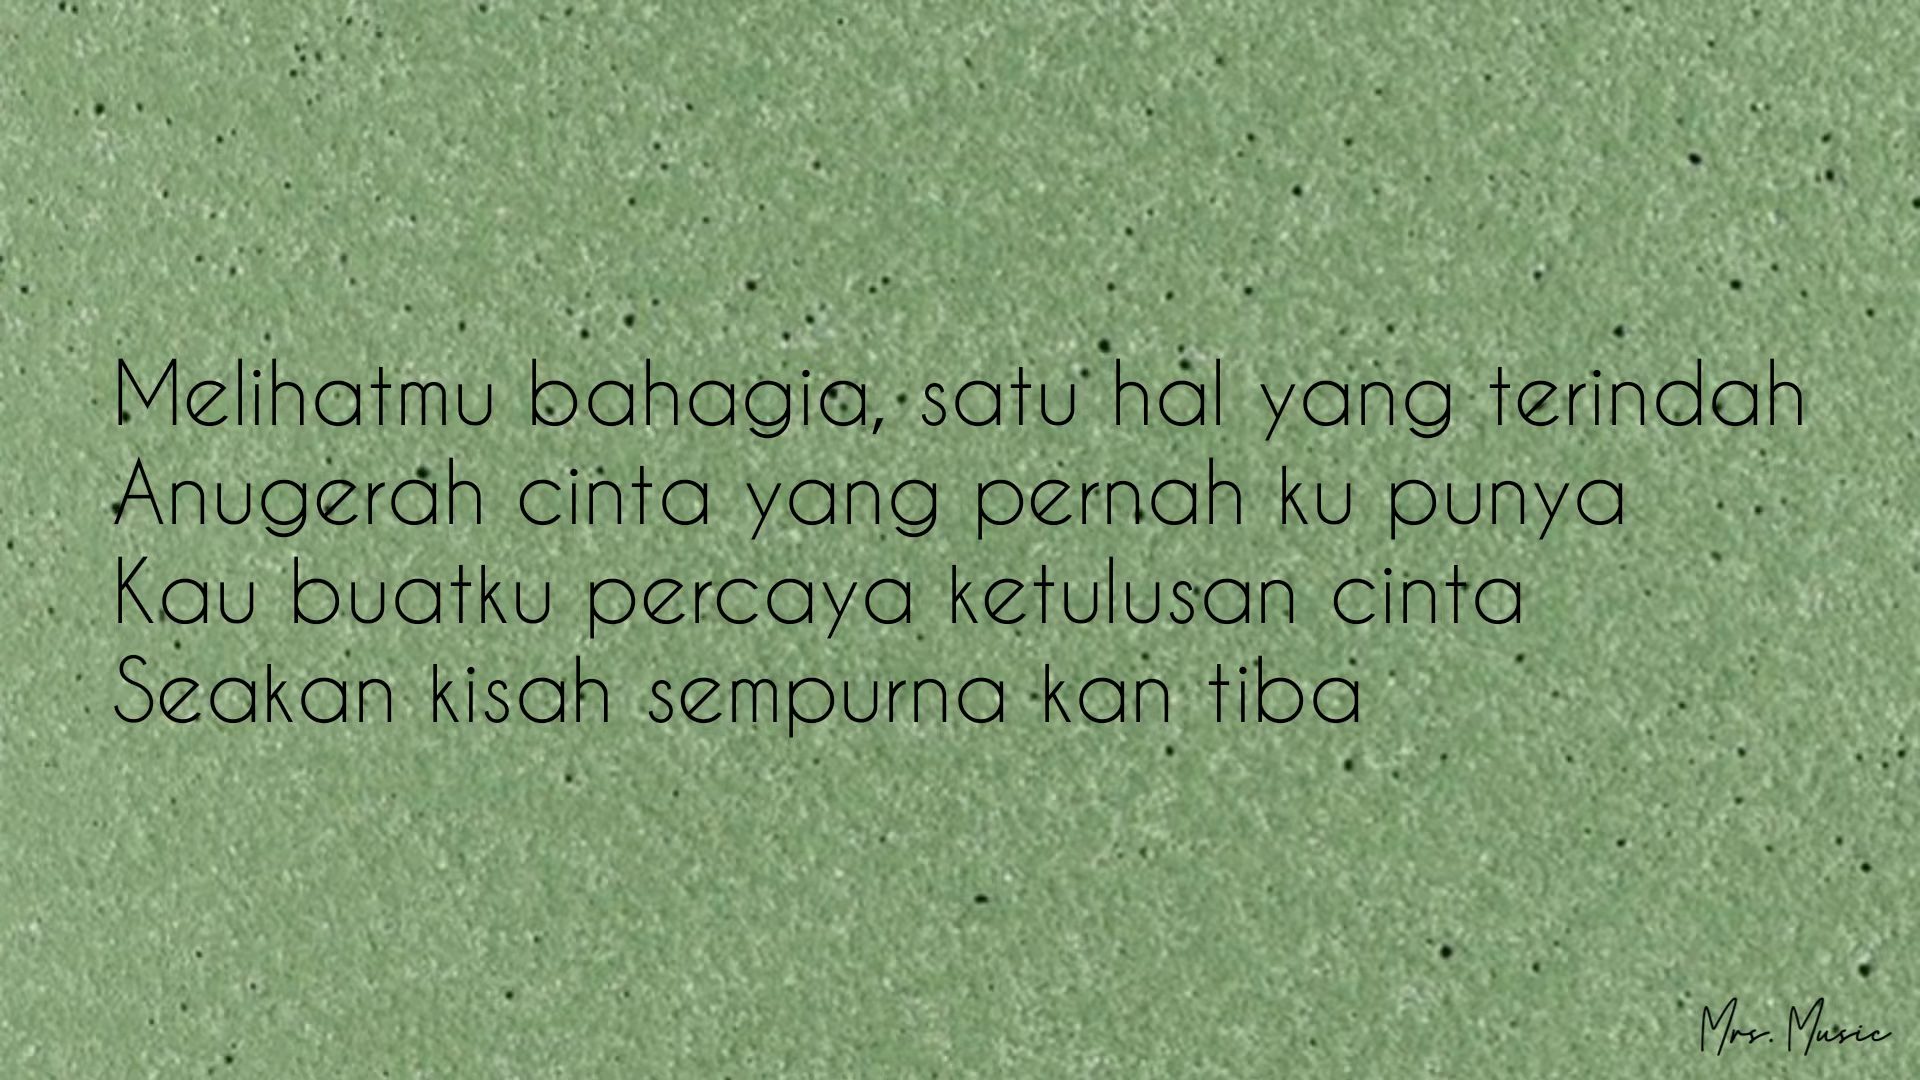 Melihatmu bahagia, satu hal yang terindah
Anugerah cinta yang pernah ku punya
Kau buatku percaya ketulusan cinta
Seakan kisah sempurna kan tiba
Mrs. Music